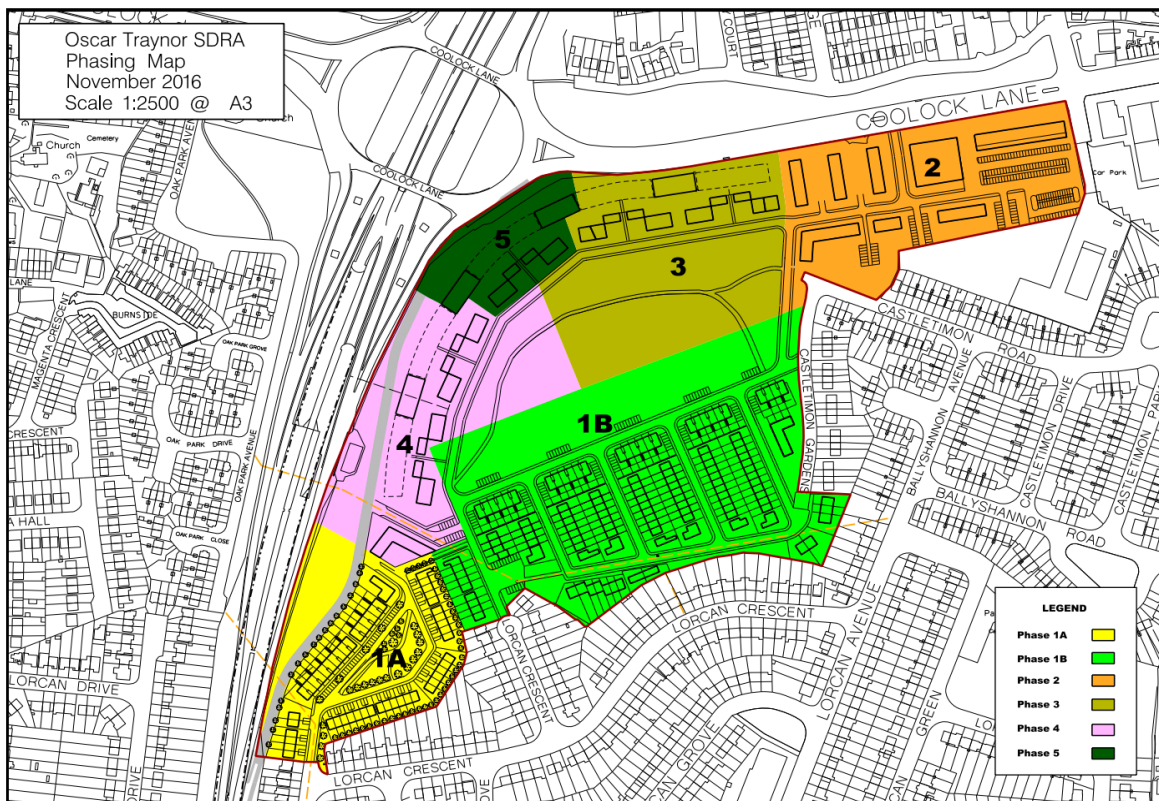 Oscar Traynor SDRA
Phasing Map
November 2016
Scale 1:2500 @ A3
COOLOCK LANE
COOLOCK LANE
COOLOCK LANE
Church
Church
Cemetery
OAK PARK AVENUE
COURT
Car Park
LANE
MAGENTA CRESCENT
BURNSIDE
OAK PARK GROVE
CRESCENT
OAK PARK DRIVE
OAK PARK AVENUE
A HALL
OAK PARK CLOSE
LORCAN DRIVE
DRIVE
2
5
3
4
1B
1A
CASTLETIMON ROAD
CASTLETIMON GARDENS
BALLYSHANNON AVENUE
CASTLETIMON DRIVE
CASTLETIMON PARK
BALLYSHANNON ROAD
LORCAN CRESCENT
LORCAN CRESCENT
LORCAN CRESCENT
LORCAN AVENUE
LORCAN GRO
OVE
GREEN
LEGEND
Phase 1A
Phase 1B
Phase 2
Phase 3
Phase 4
Phase 5